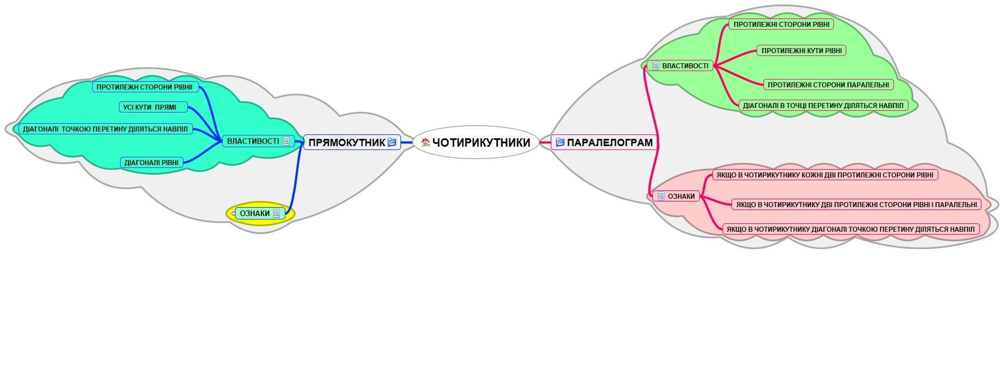 ЧОТИРИКУТНИКИ
ПРЯМОКУТНИК
ВЛАСТИВОСТІ
ПРОТИЛЕЖН СТОРОНИ РІВНІІ
УСІ КУТИ  ПРЯМІ
ДІАГОНАЛІ  ТОЧКОЮ ПЕРЕТИНУ ДІЛЯТЬСЯ НАВПІЛ
ДІАГОНАЛІ РІВНІ
ОЗНАКИ
ПАРАЛЕЛОГРАМ
ВЛАСТИВОСТІ
ПРОТИЛЕЖНІ СТОРОНИ РІВНІ
ПРОТИЛЕЖНІ КУТИ РІВНІ
ПРОТИЛЕЖНІ СТОРОНИ ПАРАЛЕЛЬНІ
ДІАГОНАЛІ В ТОЧЦІ ПЕРЕТИНУ ДІЛЯТЬСЯ НАВПІЛ
ОЗНАКИ
ЯКЩО В ЧОТИРИКУТНИКУ КОЖНІ ДВІ ПРОТИЛЕЖНІ СТОРОНИ РІВНІ
ЯКЩО В ЧОТИРИКУТНИКУ ДВІ ПРОТИЛЕЖНІ СТОРОНИ РІВНІ І ПАРАЛЕЛЬНІ
ЯКЩО В ЧОТИРИКУТНИКУ ДІАГОНАЛІ ТОЧКОЮ ПЕРЕТИНУ ДІЛЯТЬСЯ НАВПІЛ